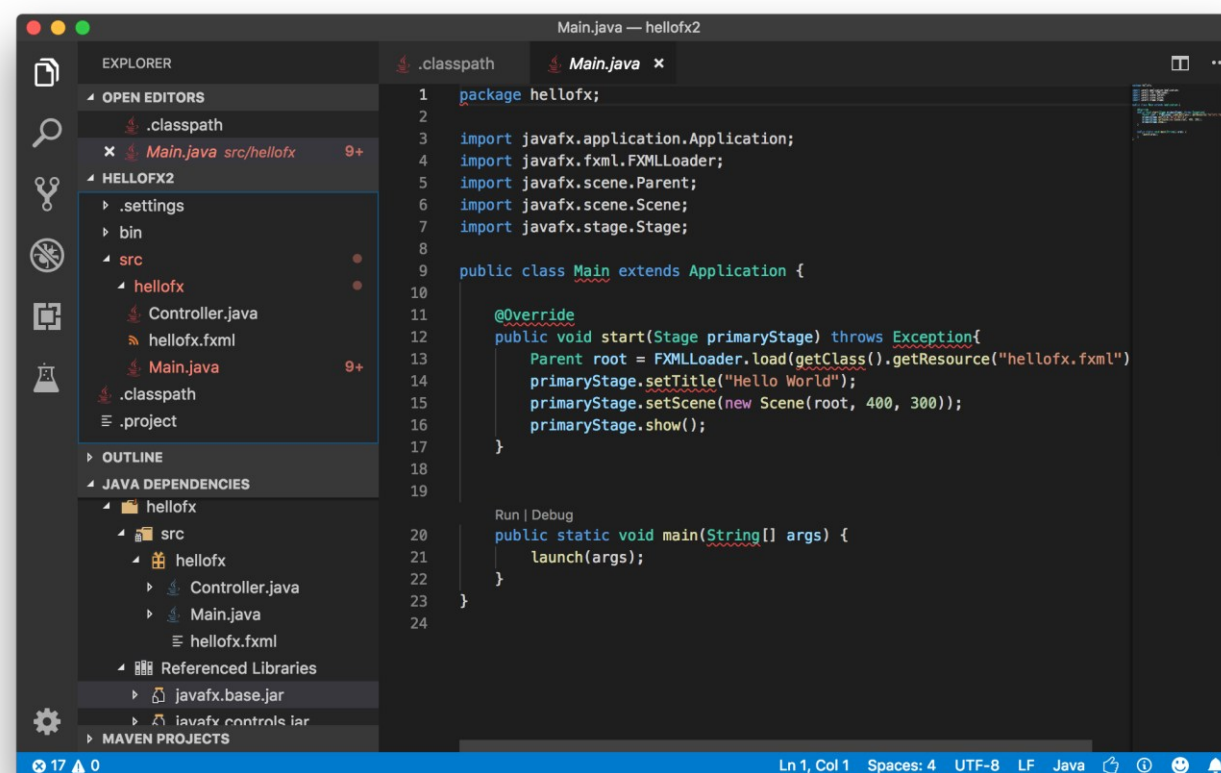 Main.java — hellofx2
EXPLORER
OPEN EDITORS
.classpath
Main.java src/hellofx 9+
HELLOFX2
.settings
bin
src
hellofx
Controller.java
hellofx.fxml
Main.java 9+
.classpath
.project
OUTLINE
JAVA DEPENDENCIES
hellofx
src
hellofx
Controller.java
Main.java
hellofx.fxml
Referenced Libraries
javafx.base.jar
javafx.controls.jar
MAVEN PROJECTS
.classpath Main.java
1 package hellofx;
2
3 import javafx.application.Application;
4 import javafx.fxml.FXMLLoader;
5 import javafx.scene.Parent;
6 import javafx.scene.Scene;
7 import javafx.stage.Stage;
8
9 public class Main extends Application {
10
11 @Override
12 public void start(Stage primaryStage) throws Exception{
13 Parent root = FXMLLoader.load(getClass().getResource("hellofx.fxml")
14 primaryStage.setTitle("Hello World");
15 primaryStage.setScene(new Scene(root, 400, 300));
16 primaryStage.show();
17 }
18
19
Run | Debug
20 public static void main(String[] args) {
21 launch(args);
22 }
23 }
24
17 0 Ln 1, Col 1 Spaces: 4 UTF-8 LF Java